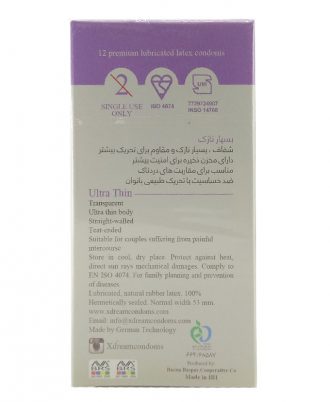 12 premium lubricated latex condoms
2
SINGLE USE
ONLY
ISO 4074
INSO 14766
بسیار نازک
شفاف ، بسیار نازک و مقاوم برای تحریک بیشتر
دارای مخزن ذخیره برای امنیت بیشتر
مناسب برای مقاربت های دردناک
ضد حساسیت با تحریک طبیعی بانوان
Ultra Thin
Transparent
Ultra thin body
Straight-walled
Teat-ended
Suitable for couples suffering from painful
intercourse
Store in cool, dry place. Protect against heat,
direct sun rays mechanical damages. Comply to
EN ISO 4074. For family planning and prevention
of diseases
Lubricated, natural rubber latex, 100%
Hermetically sealed. Normal width 53 mm.
www.xdreamcondoms.com
Email: info@xdreamcondoms.com
Made by German Technology
Xdreamcondoms
Produced by
Cooperative Co
Made in IRI